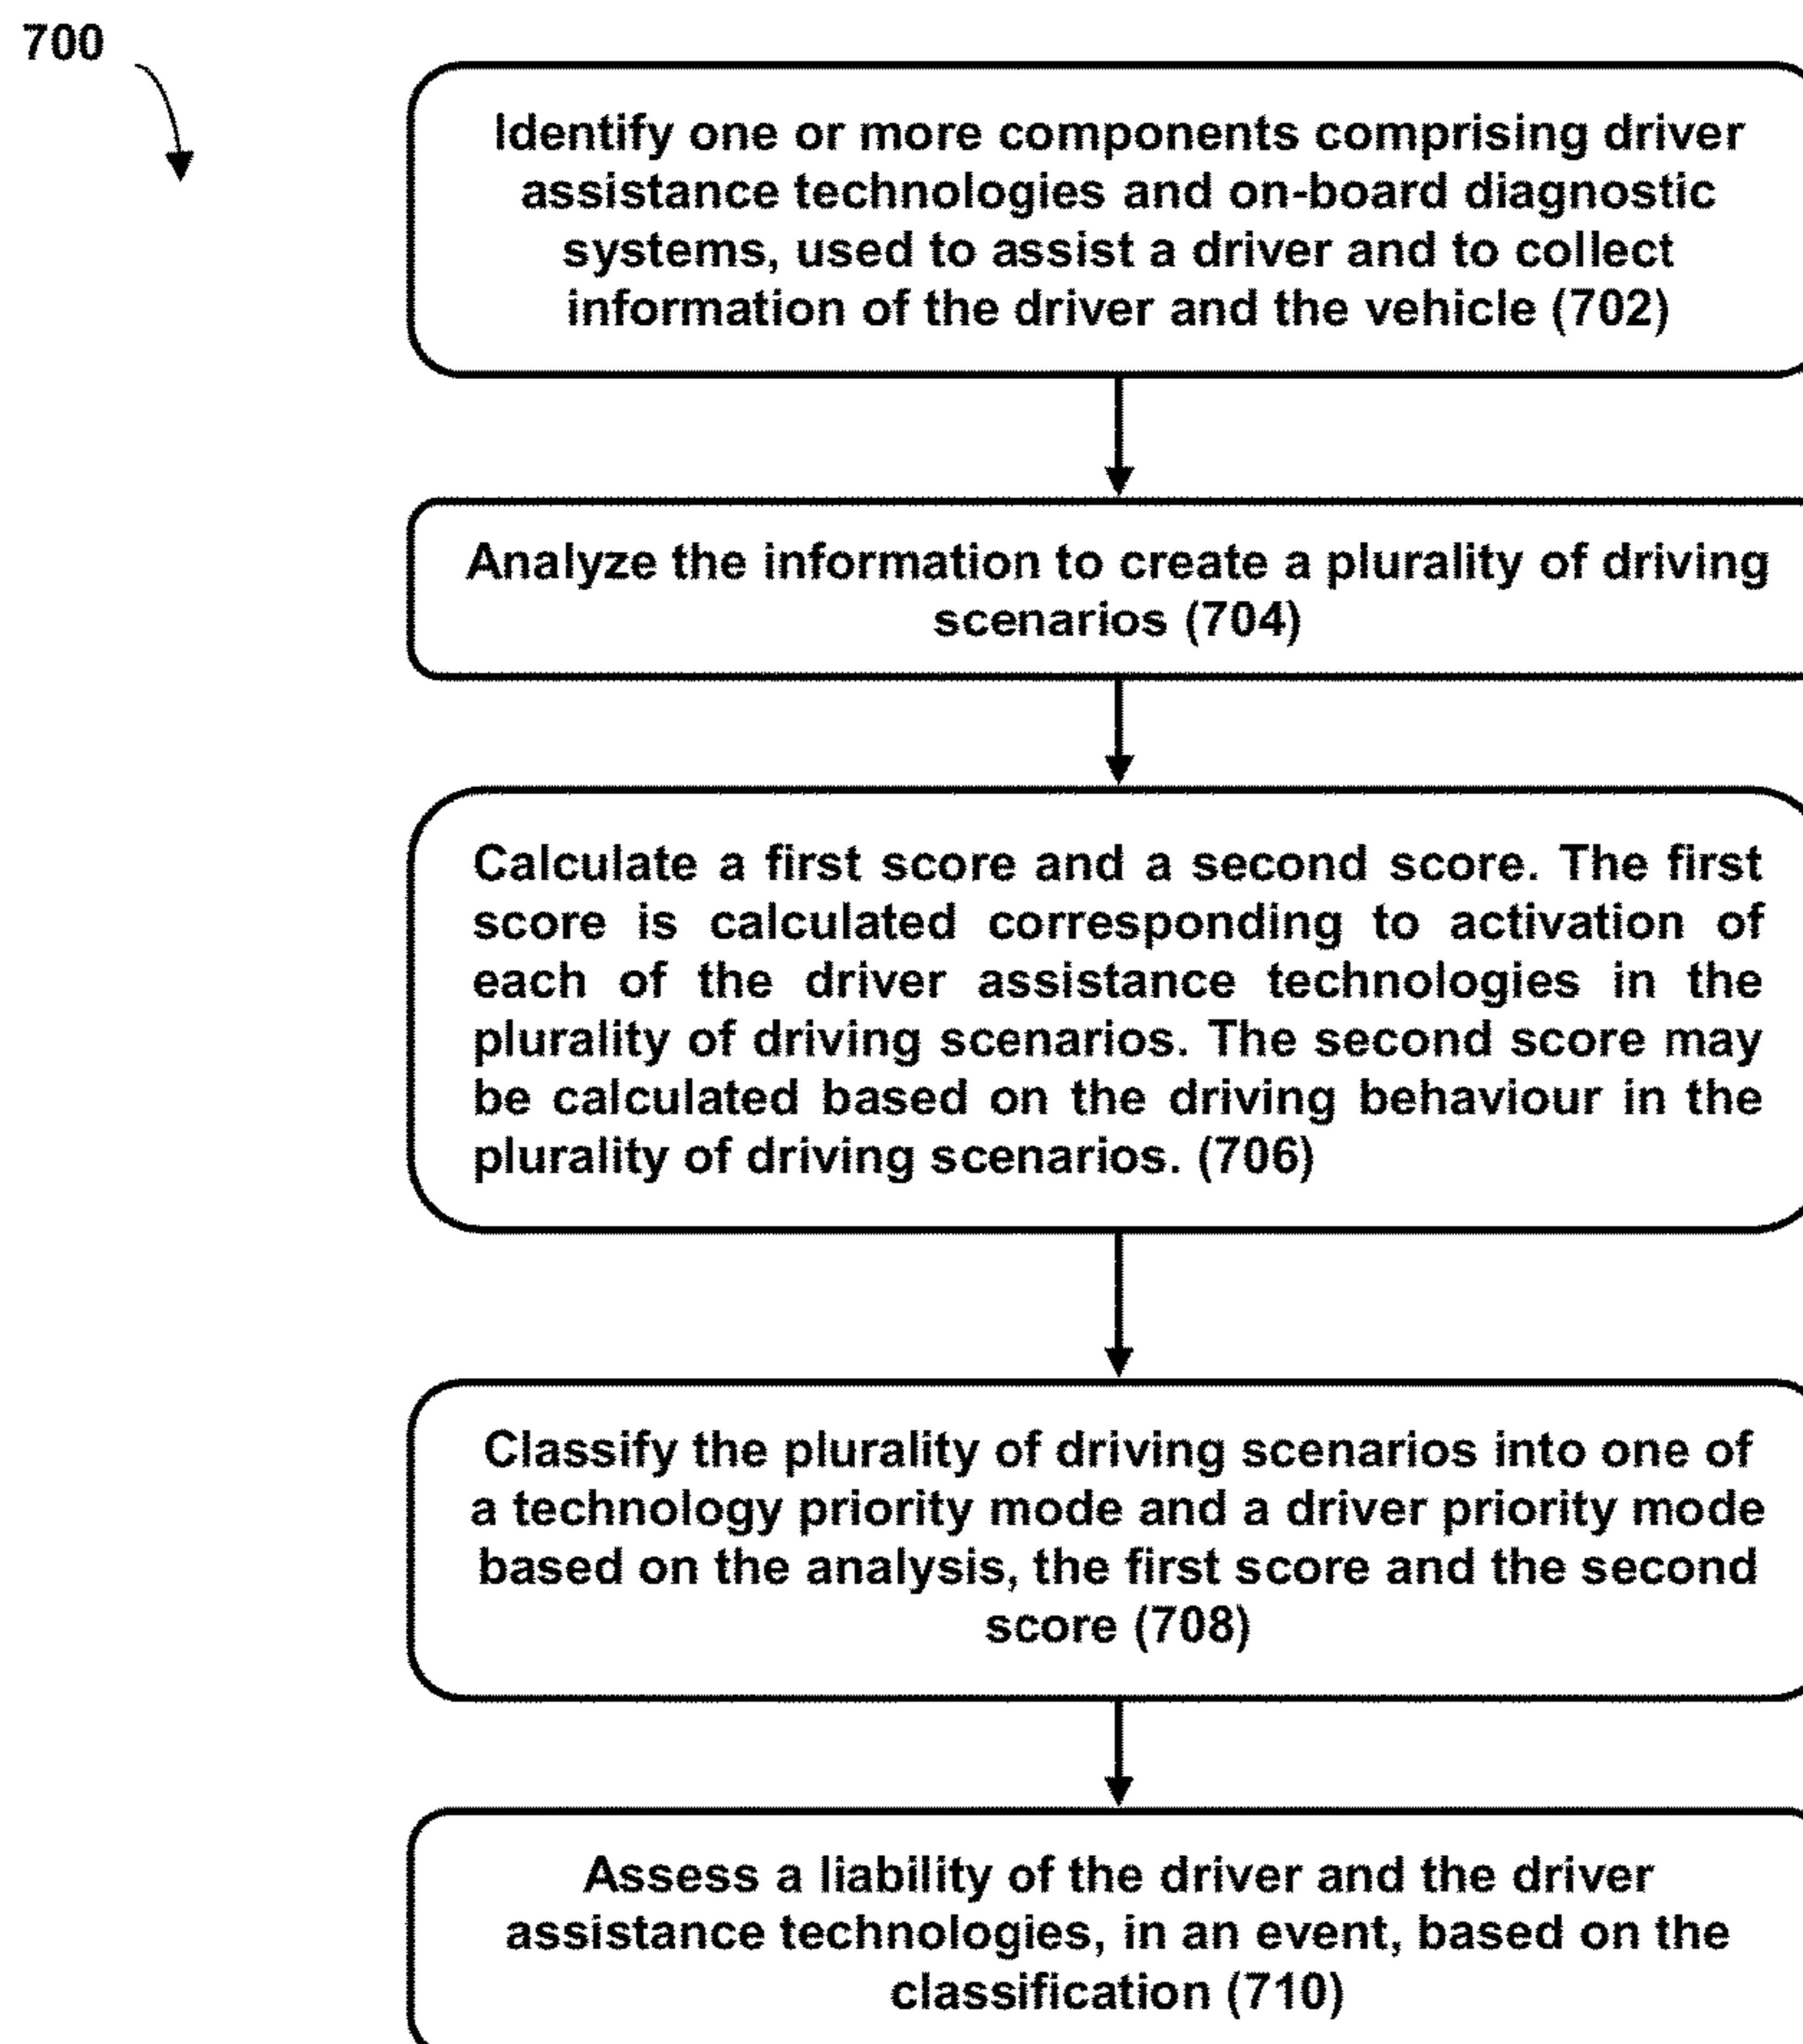 700
Identify one or more components comprising driver
assistance technologies and on-board diagnostic
systems, used to assist a driver and to collect
information of the driver and the vehicle (702)
Analyze the information to create a plurality of driving
scenarios (704)
Calculate a first score and a second score. The first
score is calculated corresponding to activation of
each of the driver assistance technologies in the
plurality of driving scenarios. The second score may
be calculated based on the driving behaviour in the
plurality of driving scenarios. (706)
Classify the plurality of driving scenarios into one of
a technology priority mode and a driver priority mode
based on the analysis, the first score and the second
score (708)
Assess a liability of the driver and the driver
assistance technologies, in an event, based on the
classification (710)